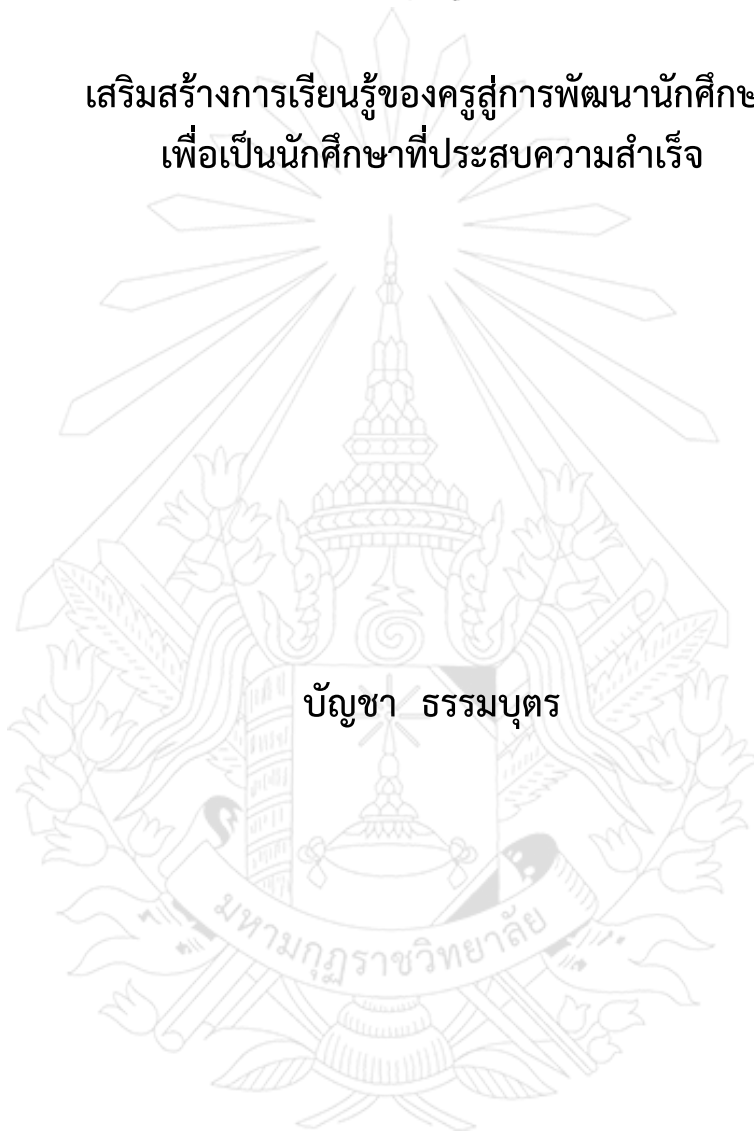 เสริมสร้างการเรียนรู้ของครูสู่การพัฒนานักศึกษ
เพื่อเป็นนักศึกษาที่ประสบความสำเร็จ
บัญชา ธรรมบุตร
มหามกุฏราชวิทยาลัย